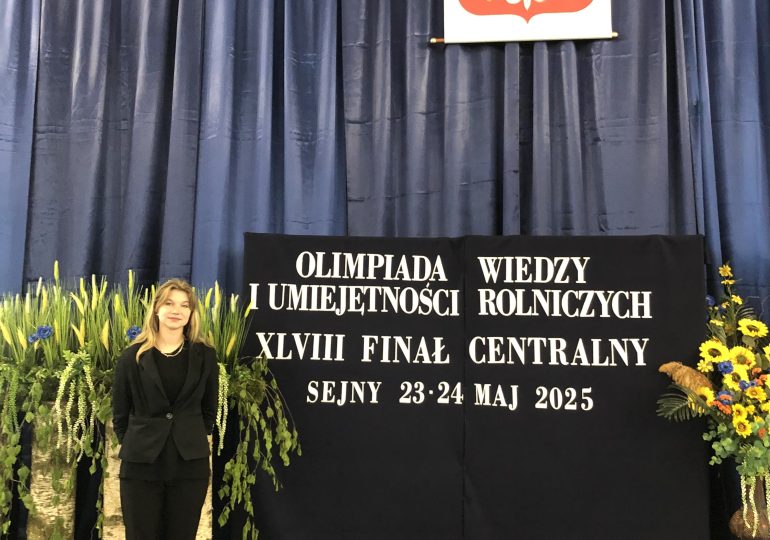 OLIMPIADA WIEDZY
I UMIEJĘTNOŚCI ROLNICZYCH
XLVIII FINAŁ CENTRALNY
SEJNY 23-24 MAJ 2025